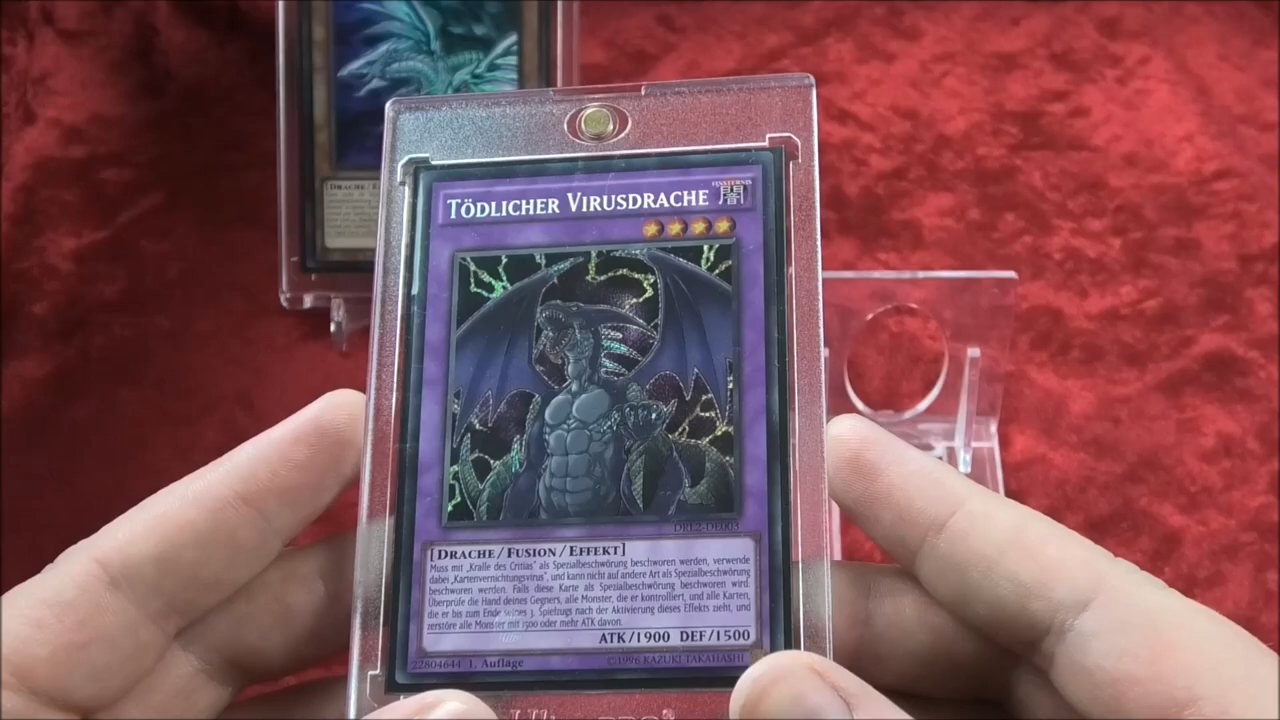 DRACHE/E
TÖDLICHER VIRUSDRACHE
FINSTERNIS
闇
DRL2-DE003
[DRACHE/FUSION/EFFEKT]
Muss mit „Kralle des Critias" als Spezialbeschwörung beschworen werden, verwende
dabei „Kartenvernichtungsvirus", und kann nicht auf andere Art als Spezialbeschwörung
beschworen werden. Falls diese Karte als Spezialbeschwörung beschworen wird:
Überprüfe die Hand deines Gegners, alle Monster, die er kontrolliert, und alle Karten,
die er bis zum Ende seines 3. Spielzugs nach der Aktivierung dieses Effekts zieht, und
zerstöre alle Monster mit 1500 oder mehr ATK davon.
ATK/1900 DEF/1500
22804644 1. Auflage ©1996 KAZUKI TAKAHASHI